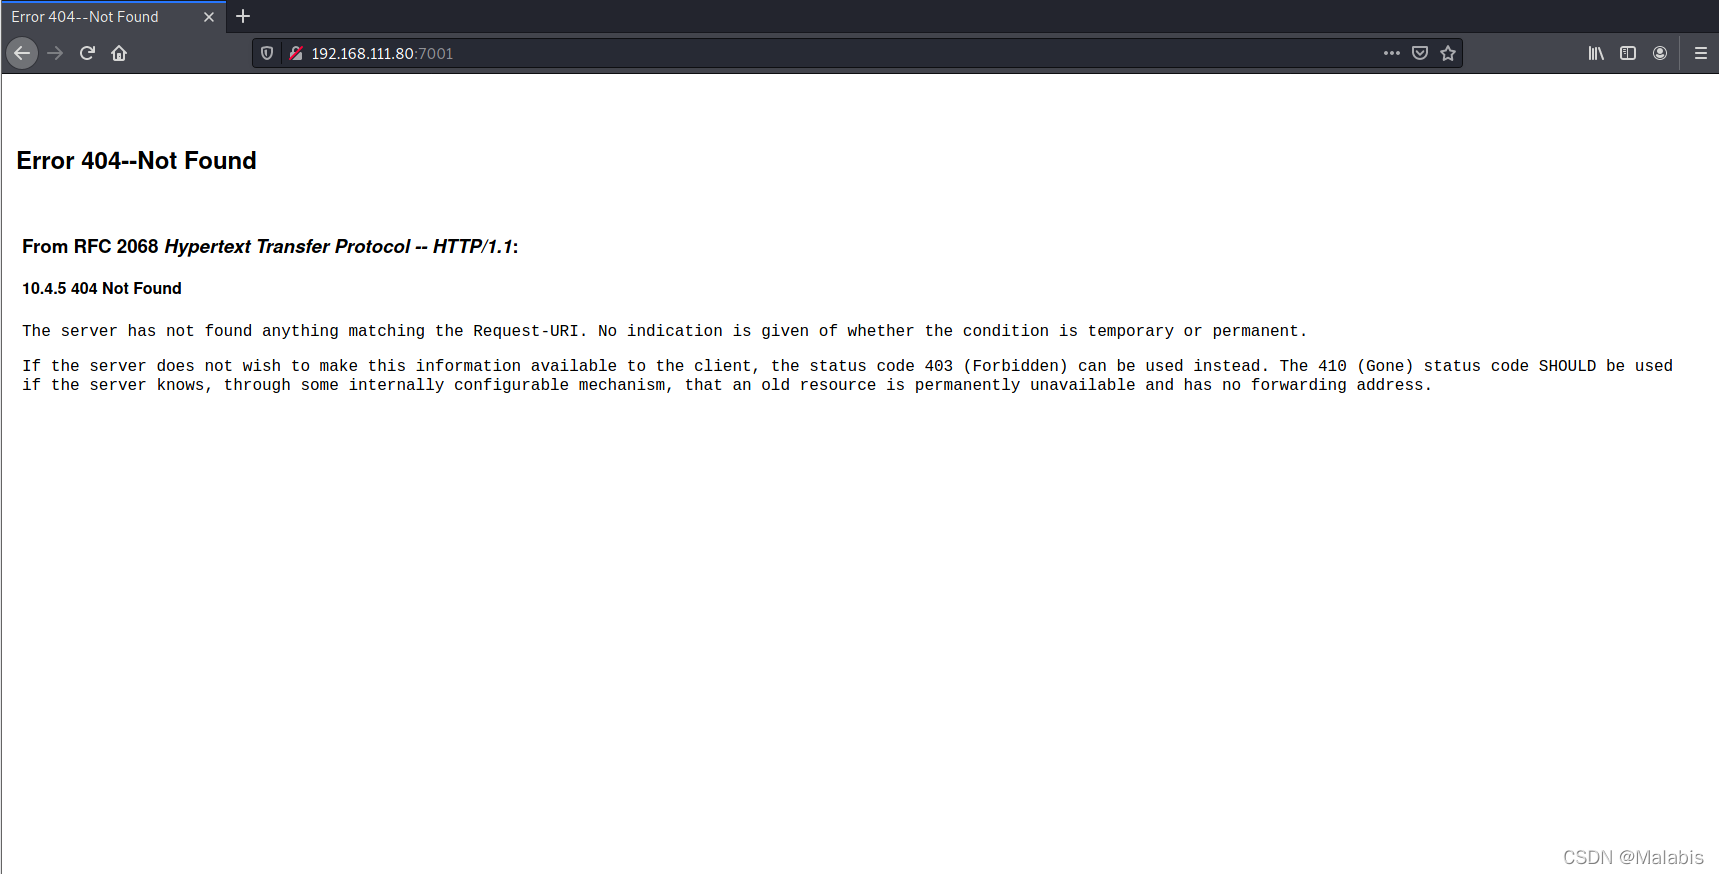 Error 404--Not Found
192.168.111.80:7001
Error 404--Not Found
From RFC 2068 Hypertext Transfer Protocol -- HTTP/1.1:
10.4.5 404 Not Found
The server has not found anything matching the Request-URI. No indication is given of whether the condition is temporary or permanent.
If the server does not wish to make this information available to the client, the status code 403 (Forbidden) can be used instead. The 410 (Gone) status code SHOULD be used
if the server knows, through some internally configurable mechanism, that an old resource is permanently unavailable and has no forwarding address.
CSDN @Malabis